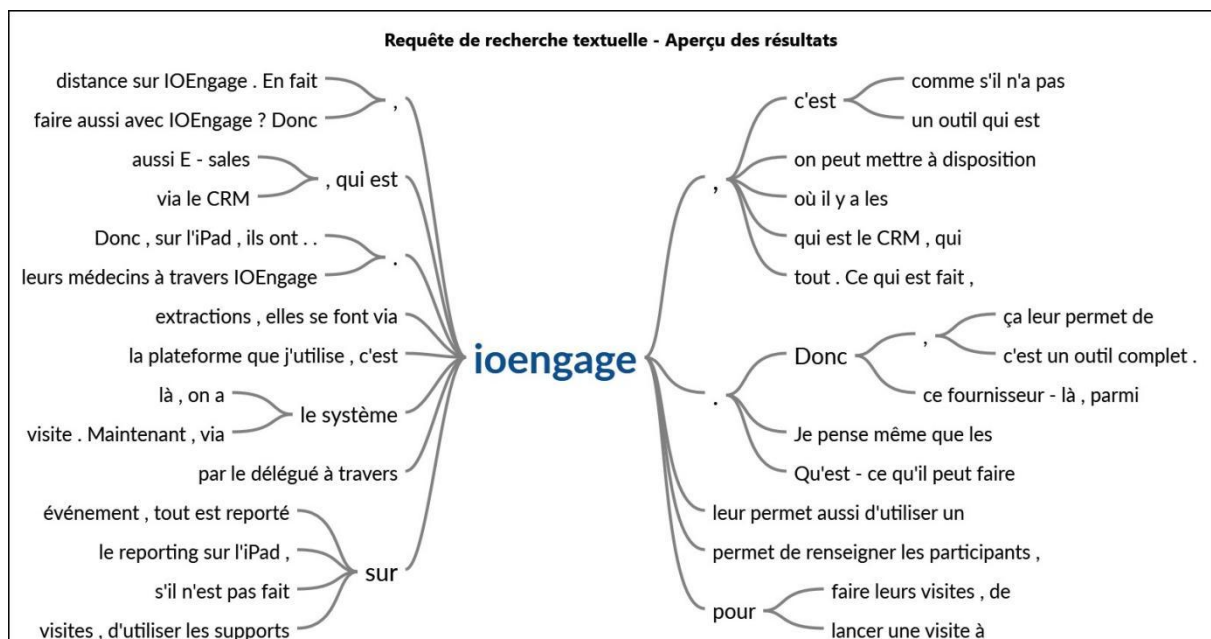 Requête de recherche textuelle - Aperçu des résultats
distance sur IOEngage . En fait
faire aussi avec IOEngage ? Donc
,
aussi E - sales
via le CRM
, qui est
Donc , sur l'iPad , ils ont . .
leurs médecins à travers IOEngage
.
extractions , elles se font via
la plateforme que j'utilise , c'est
là , on a
visite . Maintenant , via
le système
par le délégué à travers
événement , tout est reporté
le reporting sur l'iPad ,
s'il n'est pas fait
visites , d'utiliser les supports
sur
ioengage
,
c'est
comme s'il n'a pas
un outil qui est
on peut mettre à disposition
où il y a les
qui est le CRM , qui
tout . Ce qui est fait ,
.
Donc
,
ça leur permet de
c'est un outil complet .
ce fournisseur - là , parmi
Je pense même que les
Qu'est - ce qu'il peut faire
leur permet aussi d'utiliser un
permet de renseigner les participants ,
pour
faire leurs visites , de
lancer une visite à